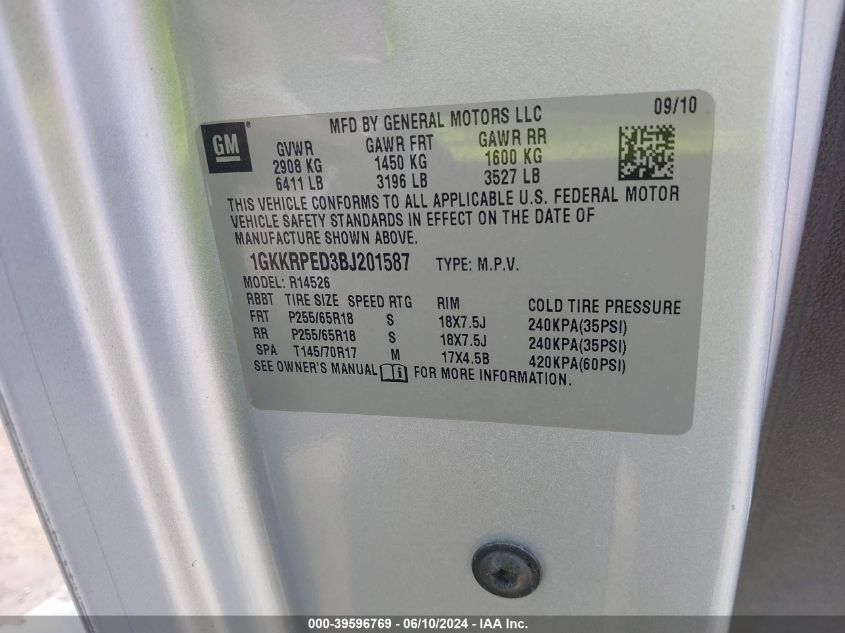 GM
MFD BY GENERAL MOTORS LLC 09/10
GVWR GAWR FRT GAWR RR
2908 KG 1450 KG 1600 KG
6411 LB 3196 LB 3527 LB
THIS VEHICLE CONFORMS TO ALL APPLICABLE U.S. FEDERAL MOTOR
VEHICLE SAFETY STANDARDS IN EFFECT ON THE DATE OF
MANUFACTURE SHOWN ABOVE.
1GKKRPED3BJ201587 TYPE: M.P.V.
MODEL: R14526
RBBT TIRE SIZE SPEED RTG RIM COLD TIRE PRESSURE
FRT P255/65R18 S 18X7.5J 240KPA(35PSI)
RR P255/65R18 S 18X7.5J 240KPA(35PSI)
SPA T145/70R17 M 17X4.5B 420KPA(60PSI)
SEE OWNER'S MANUAL FOR MORE INFORMATION.
000-39596769 - 06/10/2024 - IAA Inc.